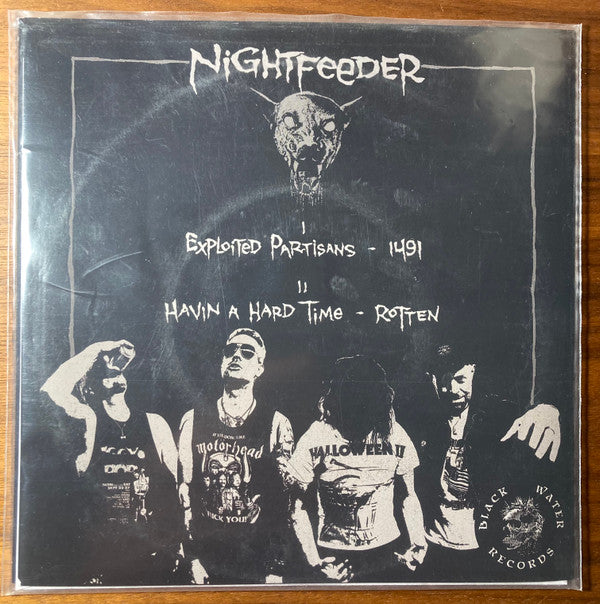 NIGHTFEEDER
I
EXPLOITED PARTISANS - 1491
II
HAVIN A HARD TIME - ROTTEN
motorhead
HALLOWEEN II
BLACK WATER
RECORDS